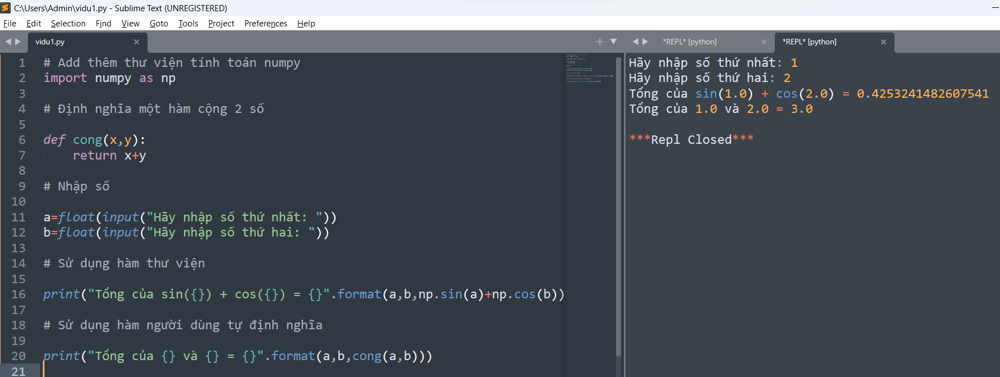 C:\Users\Admin\vidu1.py - Sublime Text (UNREGISTERED)
File Edit Selection Find View Goto Tools Project Preferences Help
vidu1.py
*REPL* [python]
*REPL* [python]
1 # Add thêm thư viện tính toán numpy
2 import numpy as np
3
4 # Định nghĩa một hàm cộng 2 số
5
6 def cong(x,y):
7 return x+y
8
9 # Nhập số
10
11 a=float(input("Hãy nhập số thứ nhất: "))
12 b=float(input("Hãy nhập số thứ hai: "))
13
14 # Sử dụng hàm thư viện
15
16 print("Tổng của sin({}) + cos({}) = {}".format(a,b,np.sin(a)+np.cos(b))
17
18 # Sử dụng hàm người dùng tự định nghĩa
19
20 print("Tổng của {} và {} = {}".format(a,b,cong(a,b)))
21
Hãy nhập số thứ nhất: 1
Hãy nhập số thứ hai: 2
Tổng của sin(1.0) + cos(2.0) = 0.4253241482607541
Tổng của 1.0 và 2.0 = 3.0
***Repl Closed***